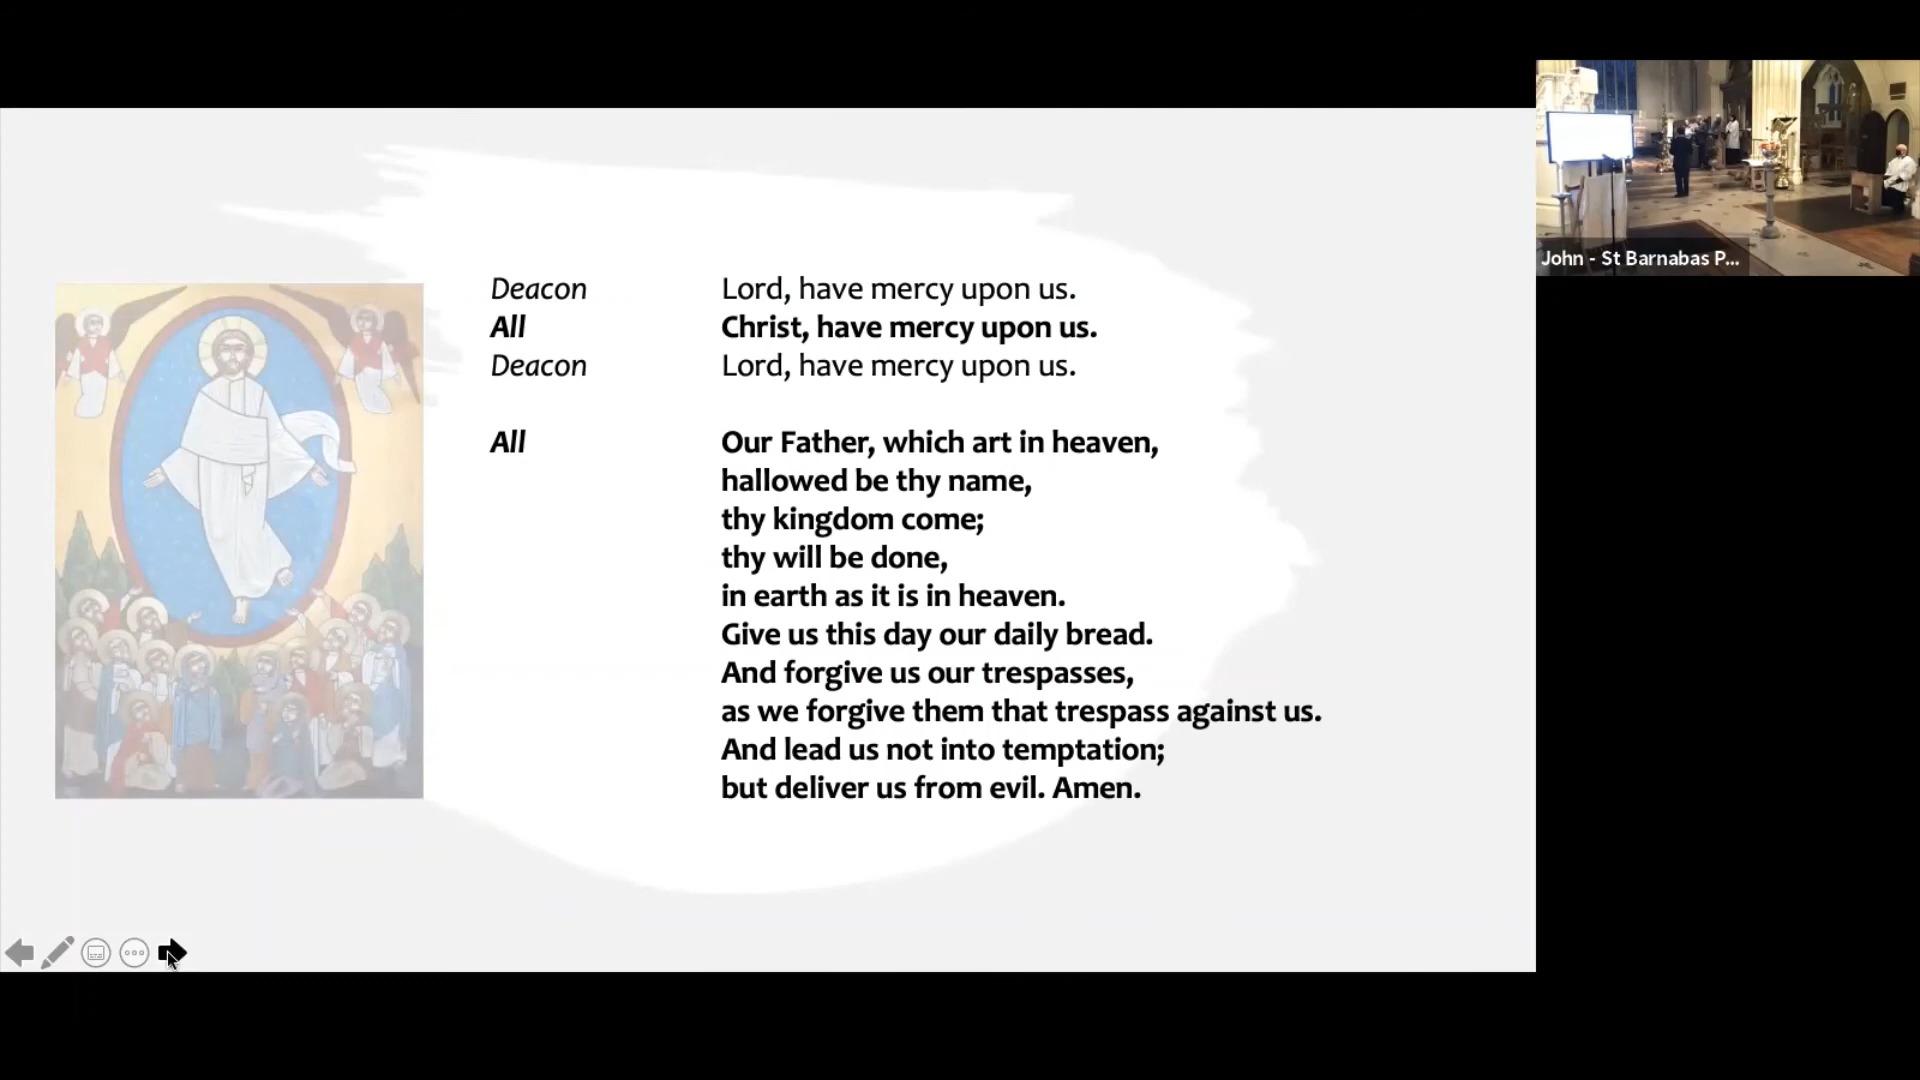 Deacon Lord, have mercy upon us.
All Christ, have mercy upon us.
Deacon Lord, have mercy upon us.
All Our Father, which art in heaven,
hallowed be thy name,
thy kingdom come;
thy will be done,
in earth as it is in heaven.
Give us this day our daily bread.
And forgive us our trespasses,
as we forgive them that trespass against us.
And lead us not into temptation;
but deliver us from evil. Amen.
John - St Barnabas P...